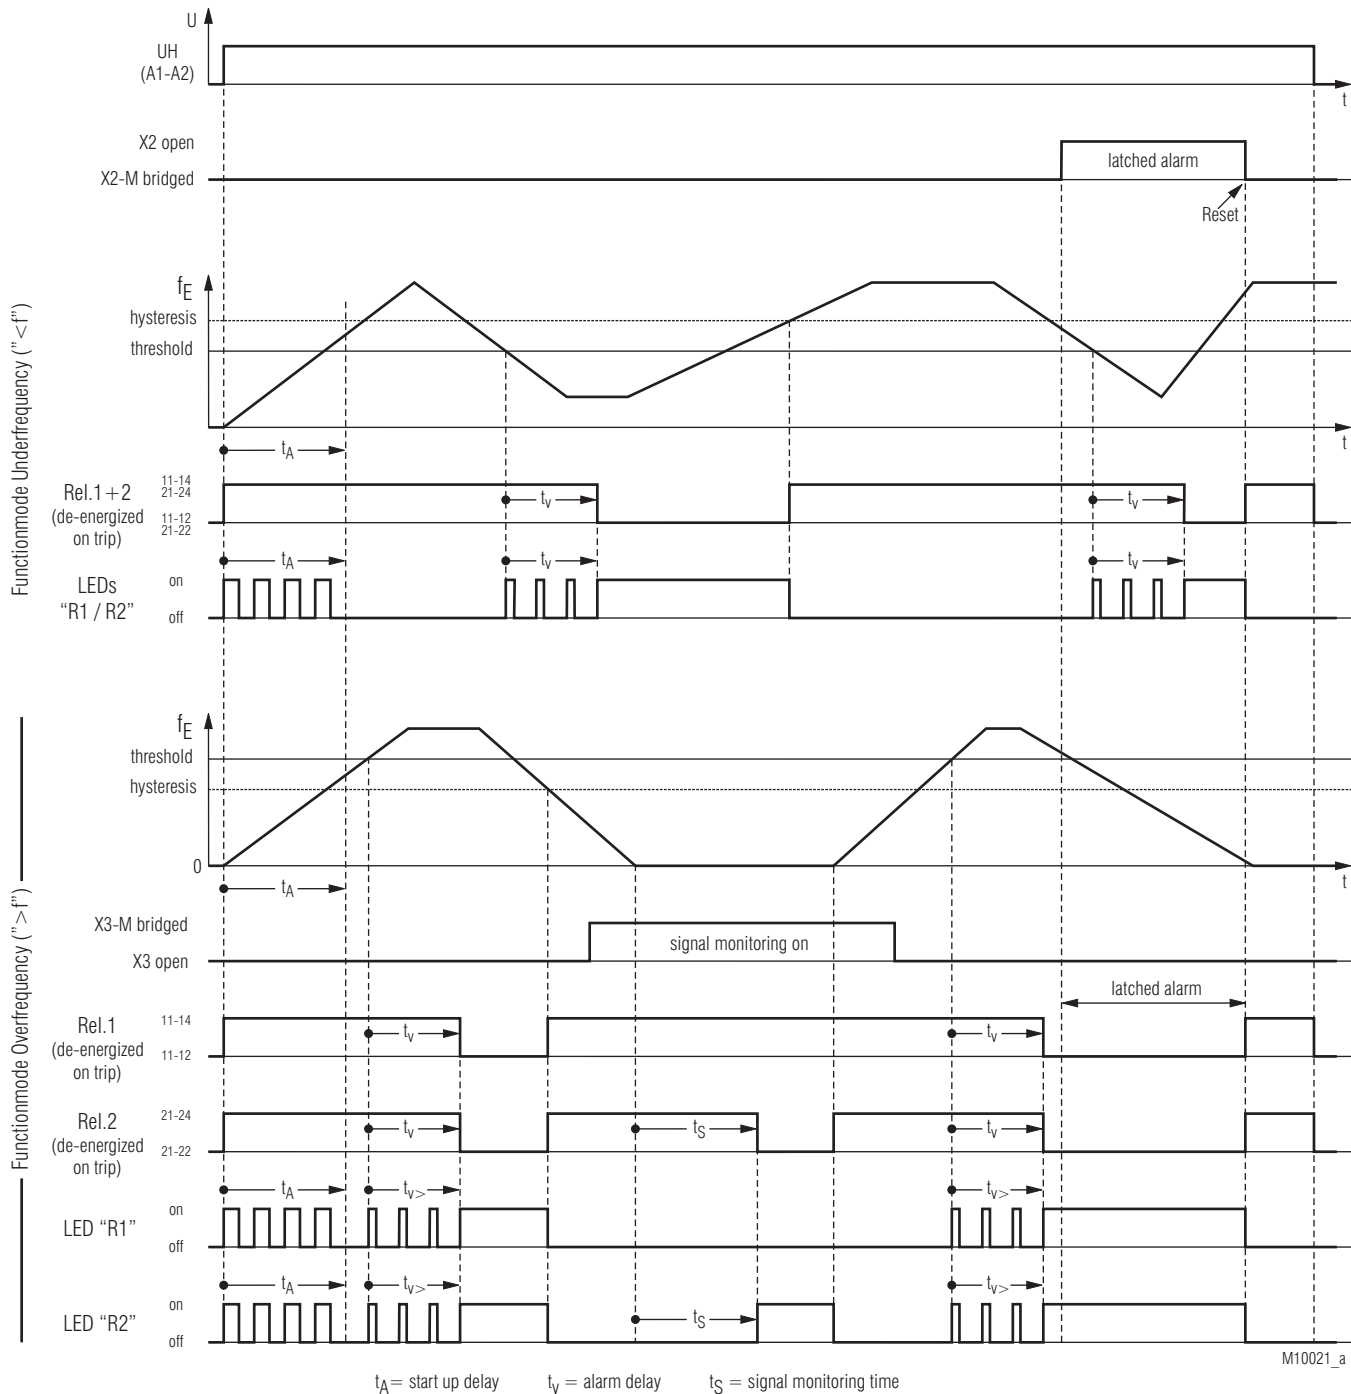 U
UH
(A1-A2)
t
X2 open
latched alarm
X2-M bridged
Reset
Functionmode Underfrequency ("<f")
fE
hysteresis
threshold
t
tA
Rel.1+2
(de-energized
on trip)
11-14
21-24
11-12
21-22
tv
tv
tA
tv
tv
LEDs
"R1 / R2"
on
off
Functionmode Overfrequency (">f")
fE
threshold
hysteresis
0
t
tA
X3-M bridged
signal monitoring on
X3 open
latched alarm
Rel.1
(de-energized
on trip)
11-14
11-12
tv
tv
Rel.2
(de-energized
on trip)
21-24
21-22
tv
tS
tv
tA
tv>
tv>
LED "R1"
on
off
tA
tv>
tv>
LED "R2"
on
off
tS
M10021_a
tA= start up delay
tv = alarm delay
tS = signal monitoring time